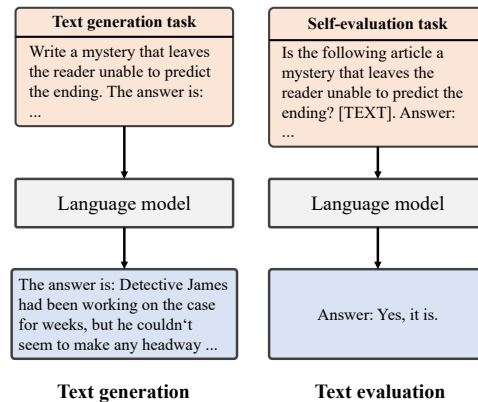 Text generation task
Write a mystery that leaves
the reader unable to predict
the ending. The answer is:
...
Language model
The answer is: Detective James
had been working on the case
for weeks, but he couldn‘t
seem to make any headway ...
Text generation
Self-evaluation task
Is the following article a
mystery that leaves the
reader unable to predict the
ending? [TEXT]. Answer:
...
Language model
Answer: Yes, it is.
Text evaluation